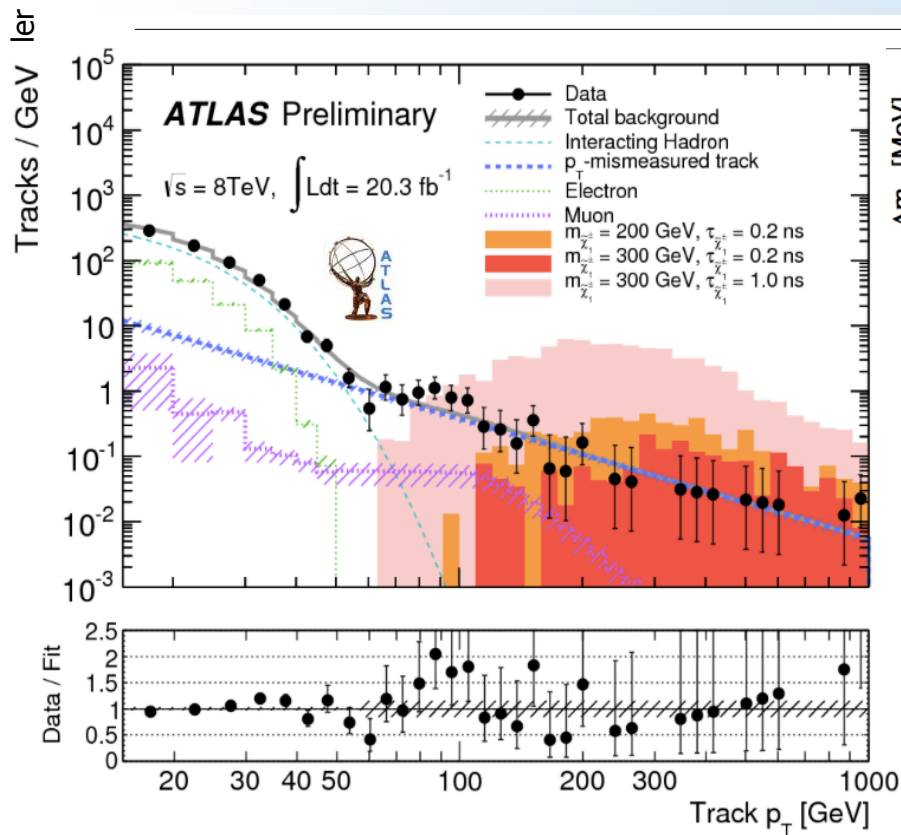 ler
Tracks / GeV
10⁵
10⁴
10³
10²
10
1
10⁻¹
10⁻²
10⁻³
ATLAS Preliminary
√s = 8TeV, ∫Ldt = 20.3 fb⁻¹
ATLAS
Data
Total background
Interacting Hadron
p_T-mismeasured track
Electron
Muon
m_χ̃₁± = 200 GeV, τ_χ̃₁± = 0.2 ns
m_χ̃₁± = 300 GeV, τ_χ̃₁± = 0.2 ns
m_χ̃₁± = 300 GeV, τ_χ̃₁± = 1.0 ns
[MeV]
Data / Fit
2.5
2
1.5
1
0.5
0
20 30 40 50 100 200 300 1000
Track p_T [GeV]